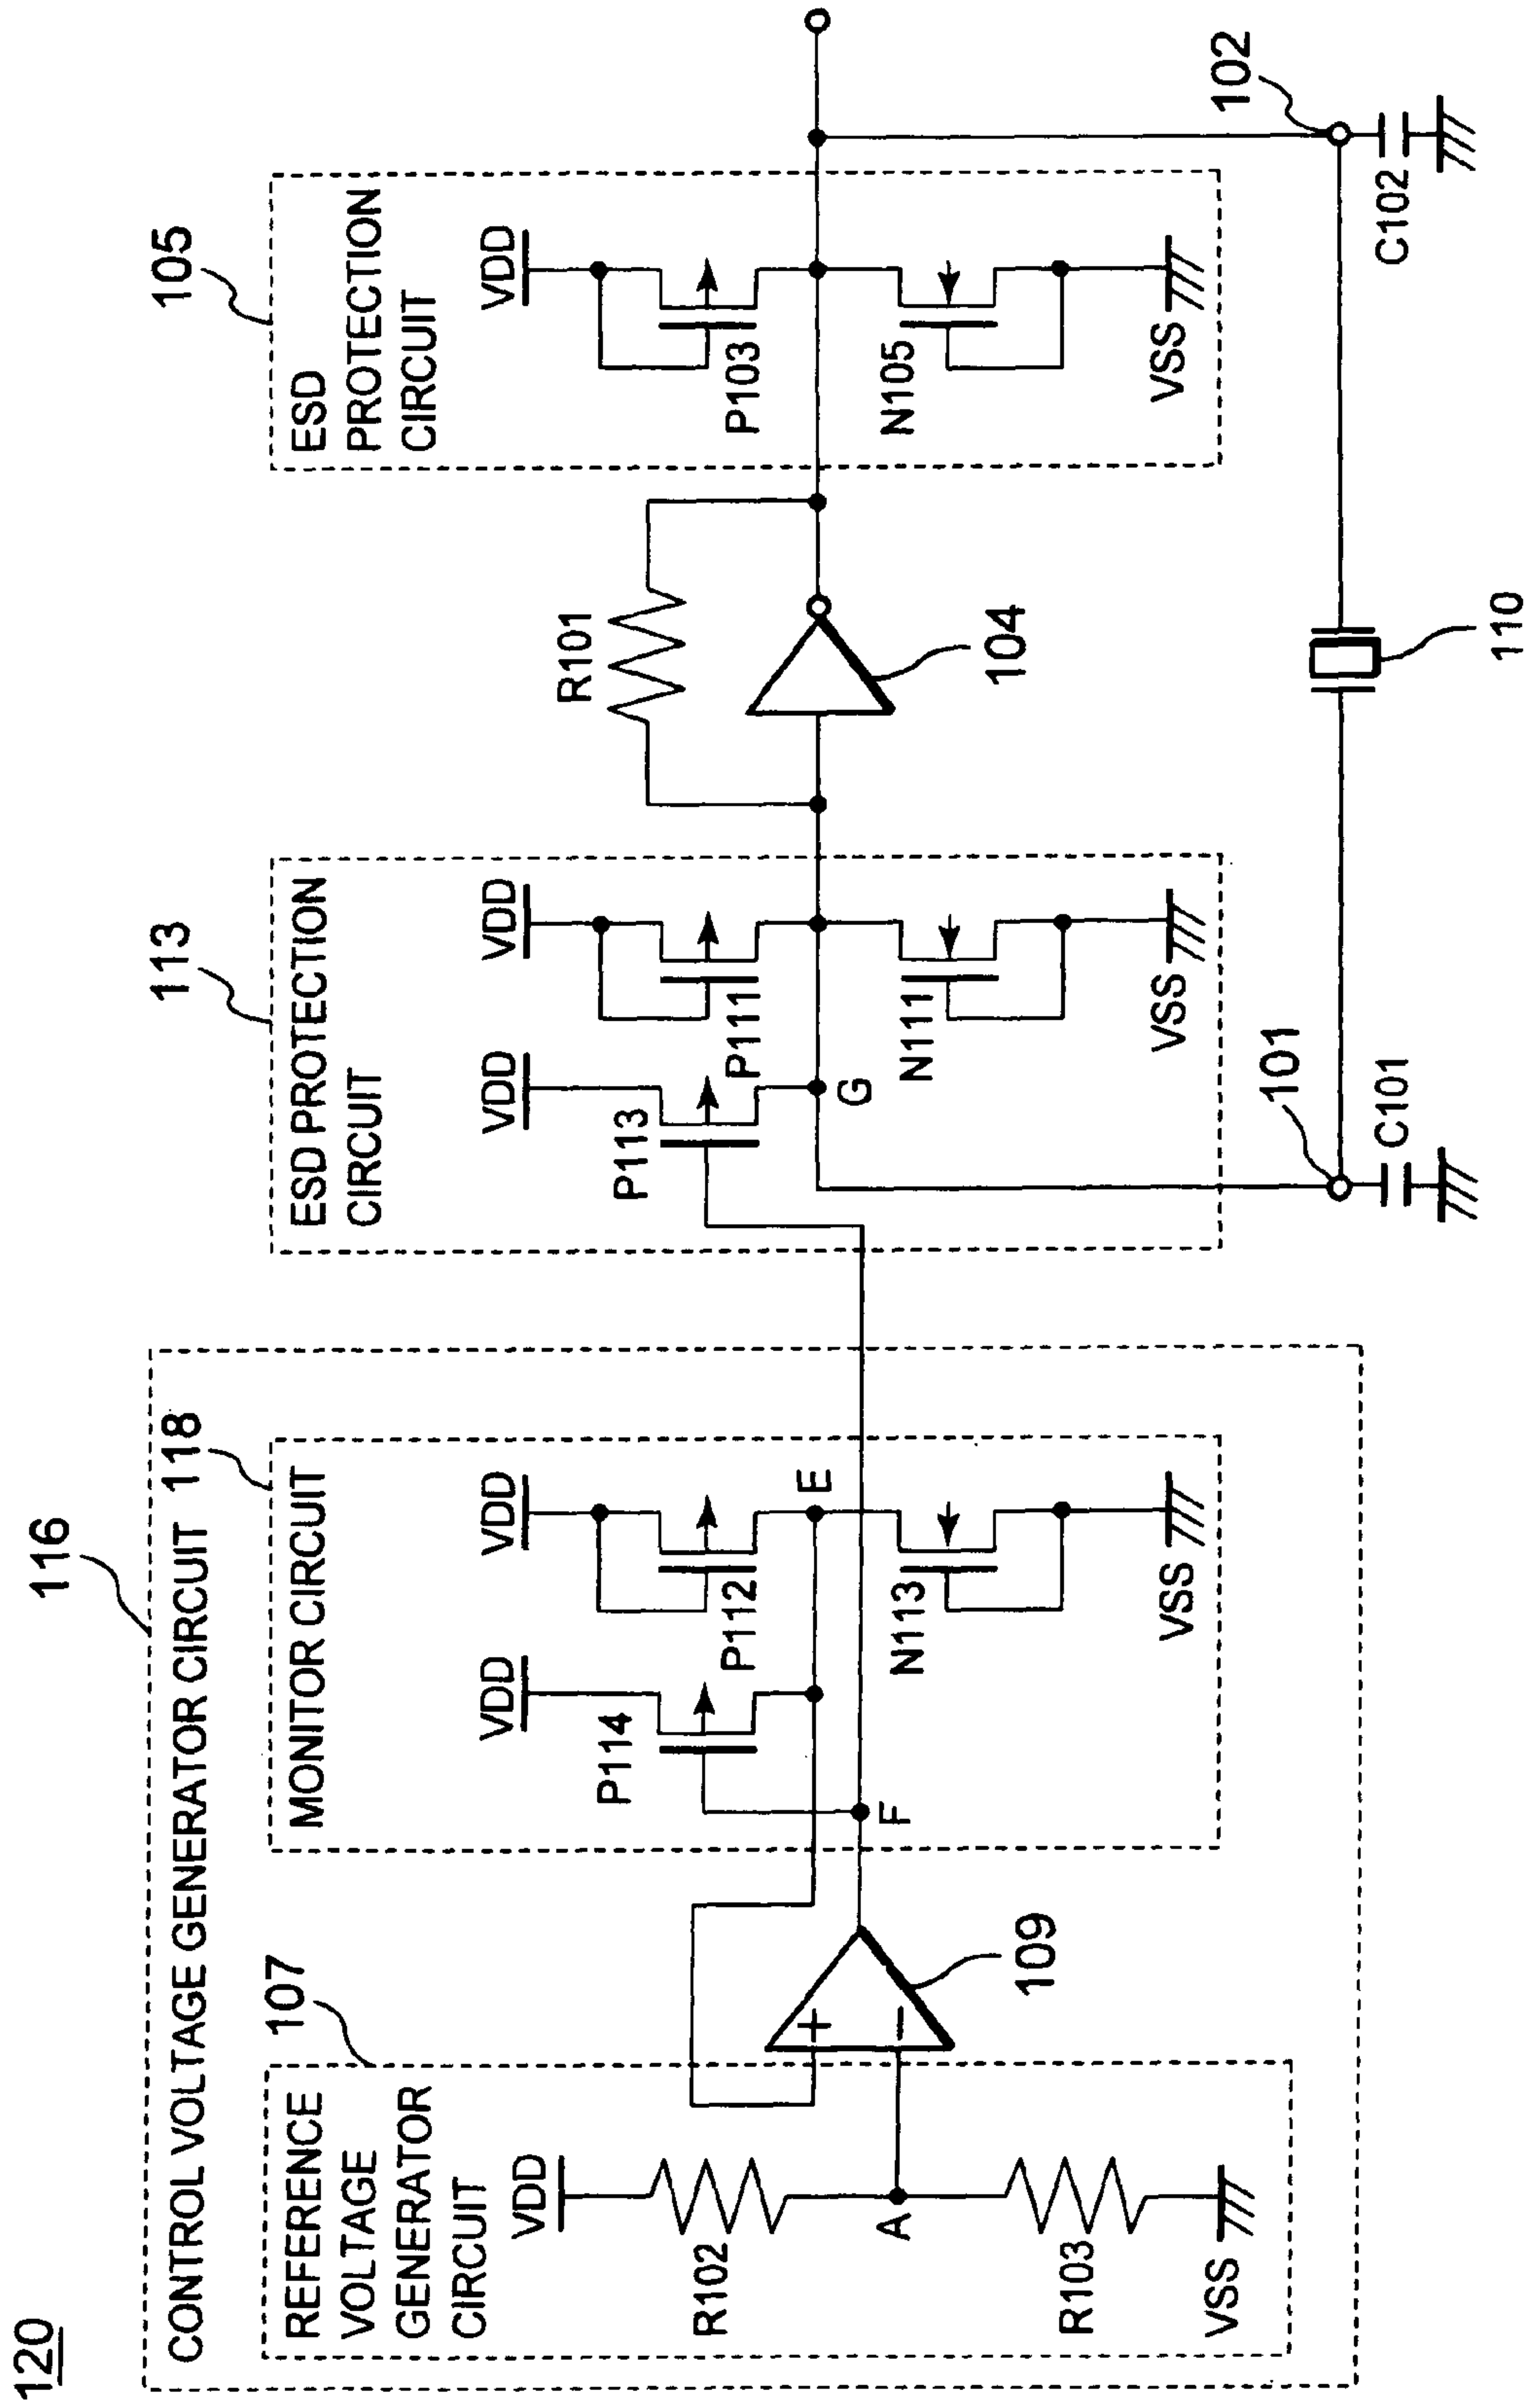 120
116
CONTROL VOLTAGE GENERATOR CIRCUIT
107
REFERENCE
VOLTAGE
GENERATOR
CIRCUIT
VDD
R102
A
R103
VSS
+
−
109
118
MONITOR CIRCUIT
VDD
P114
F
VDD
P112
E
N113
VSS
113
ESD PROTECTION
CIRCUIT
VDD
P113
G
VDD
P111
N111
VSS
101
C101
R101
104
110
105
ESD
PROTECTION
CIRCUIT
VDD
P103
N105
VSS
102
C102